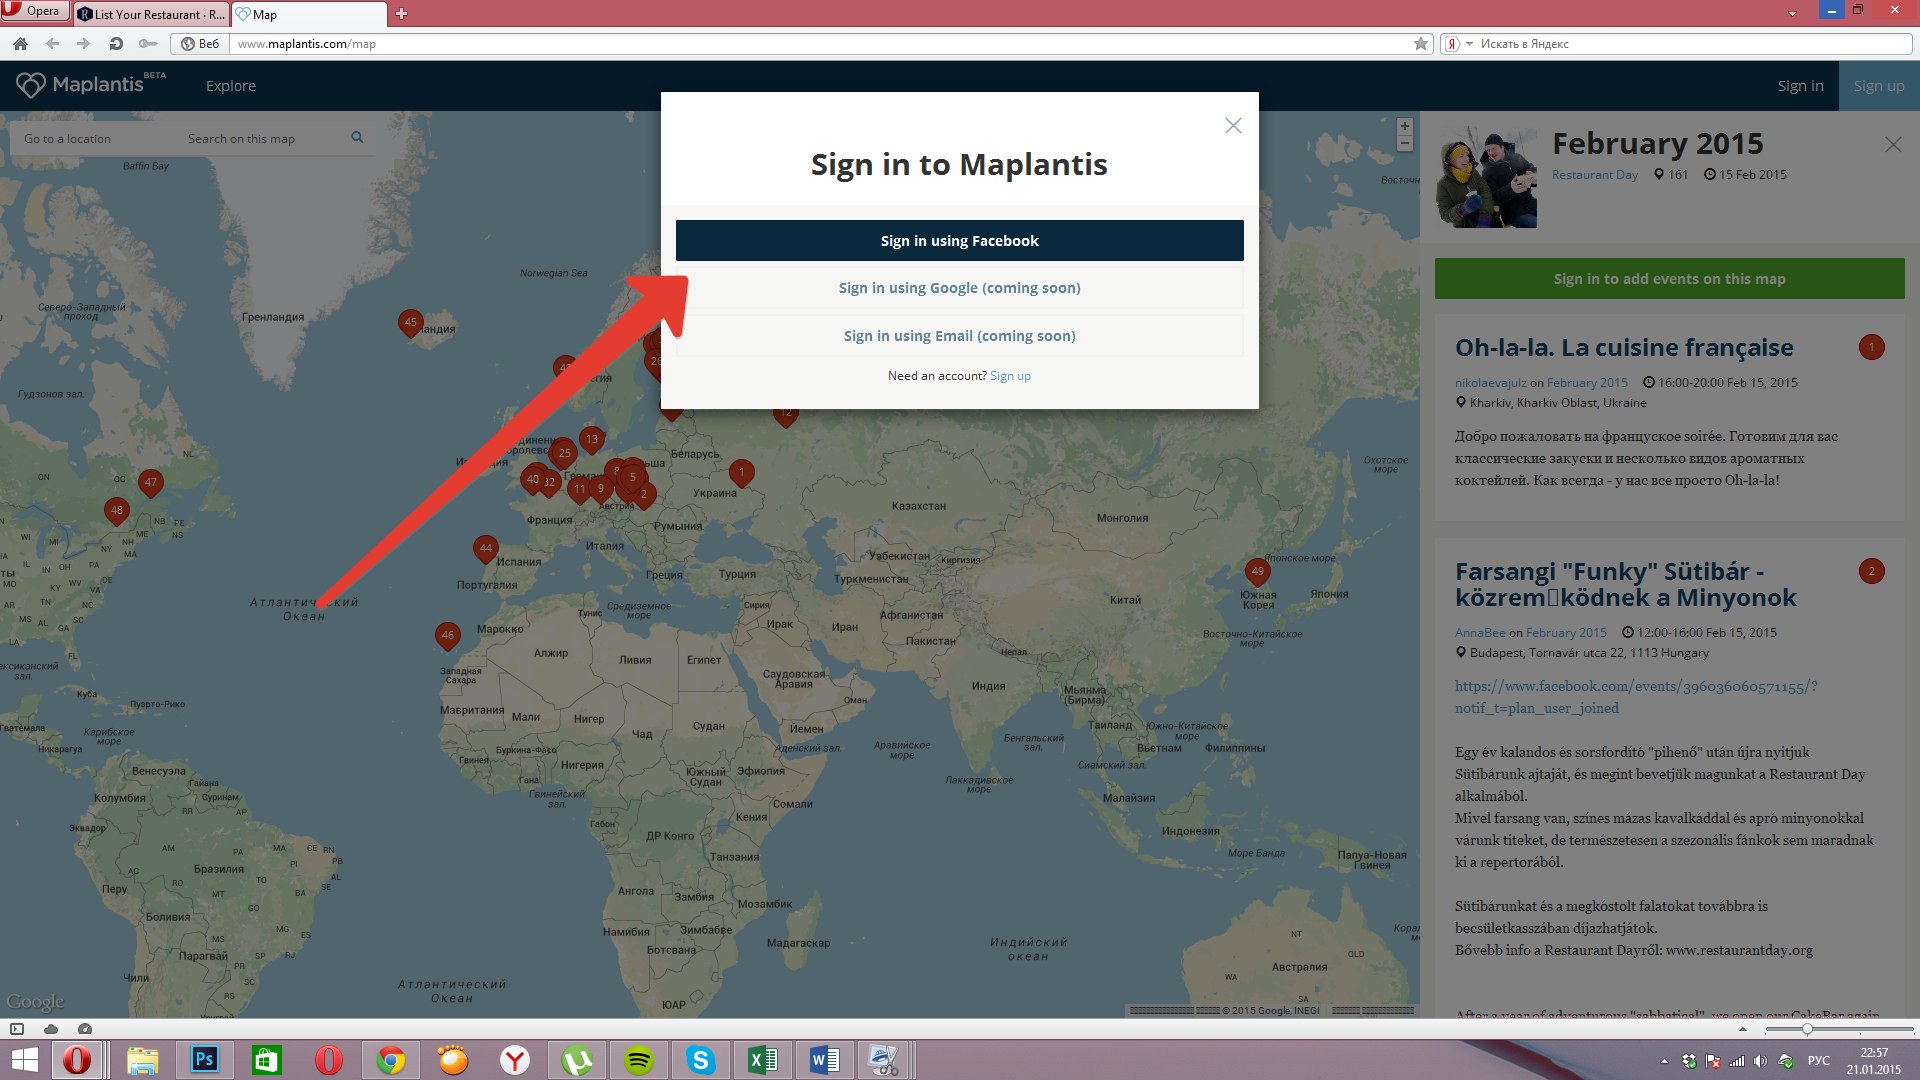 Opera
List Your Restaurant · R...
Map
Веб
www.maplantis.com/map
Искать в Яндекс
Maplantis BETA
Explore
Sign in
Sign up
Go to a location
Search on this map
Sign in to Maplantis
Sign in using Facebook
Sign in using Google (coming soon)
Sign in using Email (coming soon)
Need an account? Sign up
February 2015
Restaurant Day 161 15 Feb 2015
Sign in to add events on this map
Oh-la-la. La cuisine française
1
nikolaevajulz on February 2015 16:00-20:00 Feb 15, 2015
Kharkiv, Kharkiv Oblast, Ukraine
Добро пожаловать на француское soirée. Готовим для вас
классические закуски и несколько видов ароматных
коктейлей. Как всегда - у нас все просто Oh-la-la!
Farsangi "Funky" Sütibár -
közrem▯ködnek a Minyonok
2
AnnaBee on February 2015 12:00-16:00 Feb 15, 2015
Budapest, Tornavár utca 22, 1113 Hungary
https://www.facebook.com/events/396036060571155/?
notif_t=plan_user_joined
Egy év kalandos és sorsfordító "pihenő" után újra nyitjuk
Sütibárunk ajtaját, és megint bevetjük magunkat a Restaurant Day
alkalmából.
Mivel farsang van, színes mázas kavalkáddal és apró minyonokkal
várunk titeket, de természetesen a szezonális fánkok sem maradnak
ki a repertorából.
Sütibárunkat és a megkóstolt falatokat továbbra is
becsületkasszában díjazhatjátok.
Bővebb info a Restaurant Dayről: www.restaurantday.org
After a year of adventurous "sabbatical", we open our CakeBar again
Baffin Bay
Norwegian Sea
Северо-Западный
проход
Гренландия
45
Гудзонов зал.
25
13
40
32
11
9
8
5
2
12
1
Беларусь
Украина
Франция
Румыния
Италия
44
Испания
Португалия
Греция
Турция
Казахстан
Монголия
Узбекистан
Киргизия
Туркменистан
Охотское
море
49
Японское море
Южная
Корея
Япония
Китай
47
48
NL
ON
QC
NB PE
NS
ME
NH
MA
Атлантический
Океан
46
Марокко
Тунис
Средиземное
море
Сирия
Ирак
Иран
Афганистан
Пакистан
Непал
Восточно-Китайское
море
Западная
Сахара
Алжир
Ливия
Египет
Саудовская
Аравия
Оман
Индия
Мьянма
(Бирма)
Мавритания
Мали
Нигер
Чад
Судан
Йемен
Аденский зал.
Аравийское
море
Бенгальский
зал.
Таиланд
Южно-Китайское
море
Вьетнам
Филиппины
Сиамский зал.
Куба
Пуэрто-Рико
Карибское
море
Никарагуа
Буркина-Фасо
Гвинея
Гана
Нигерия
Гвинейский
зал.
Южный
Судан
Эфиопия
Сомали
Лаккадивское
море
Малайзия
Венесуэла
Гайана
Суринам
Колумбия
Эквадор
Габон
ДР Конго
Кения
Танзания
Индонезия
Море Банда
Папуа-Новая
Гвинея
Перу
Бразилия
Боливия
Парагвай
Чили
Ангола
Замбия
Мозамбик
Намибия
Зимбабве
Ботсвана
Мадагаскар
ЮАР
Атлантический
Океан
Индийский
океан
Австралия
NT
QLD
WA
SA
Google
© 2015 Google, INEGI
РУС
22:57
21.01.2015